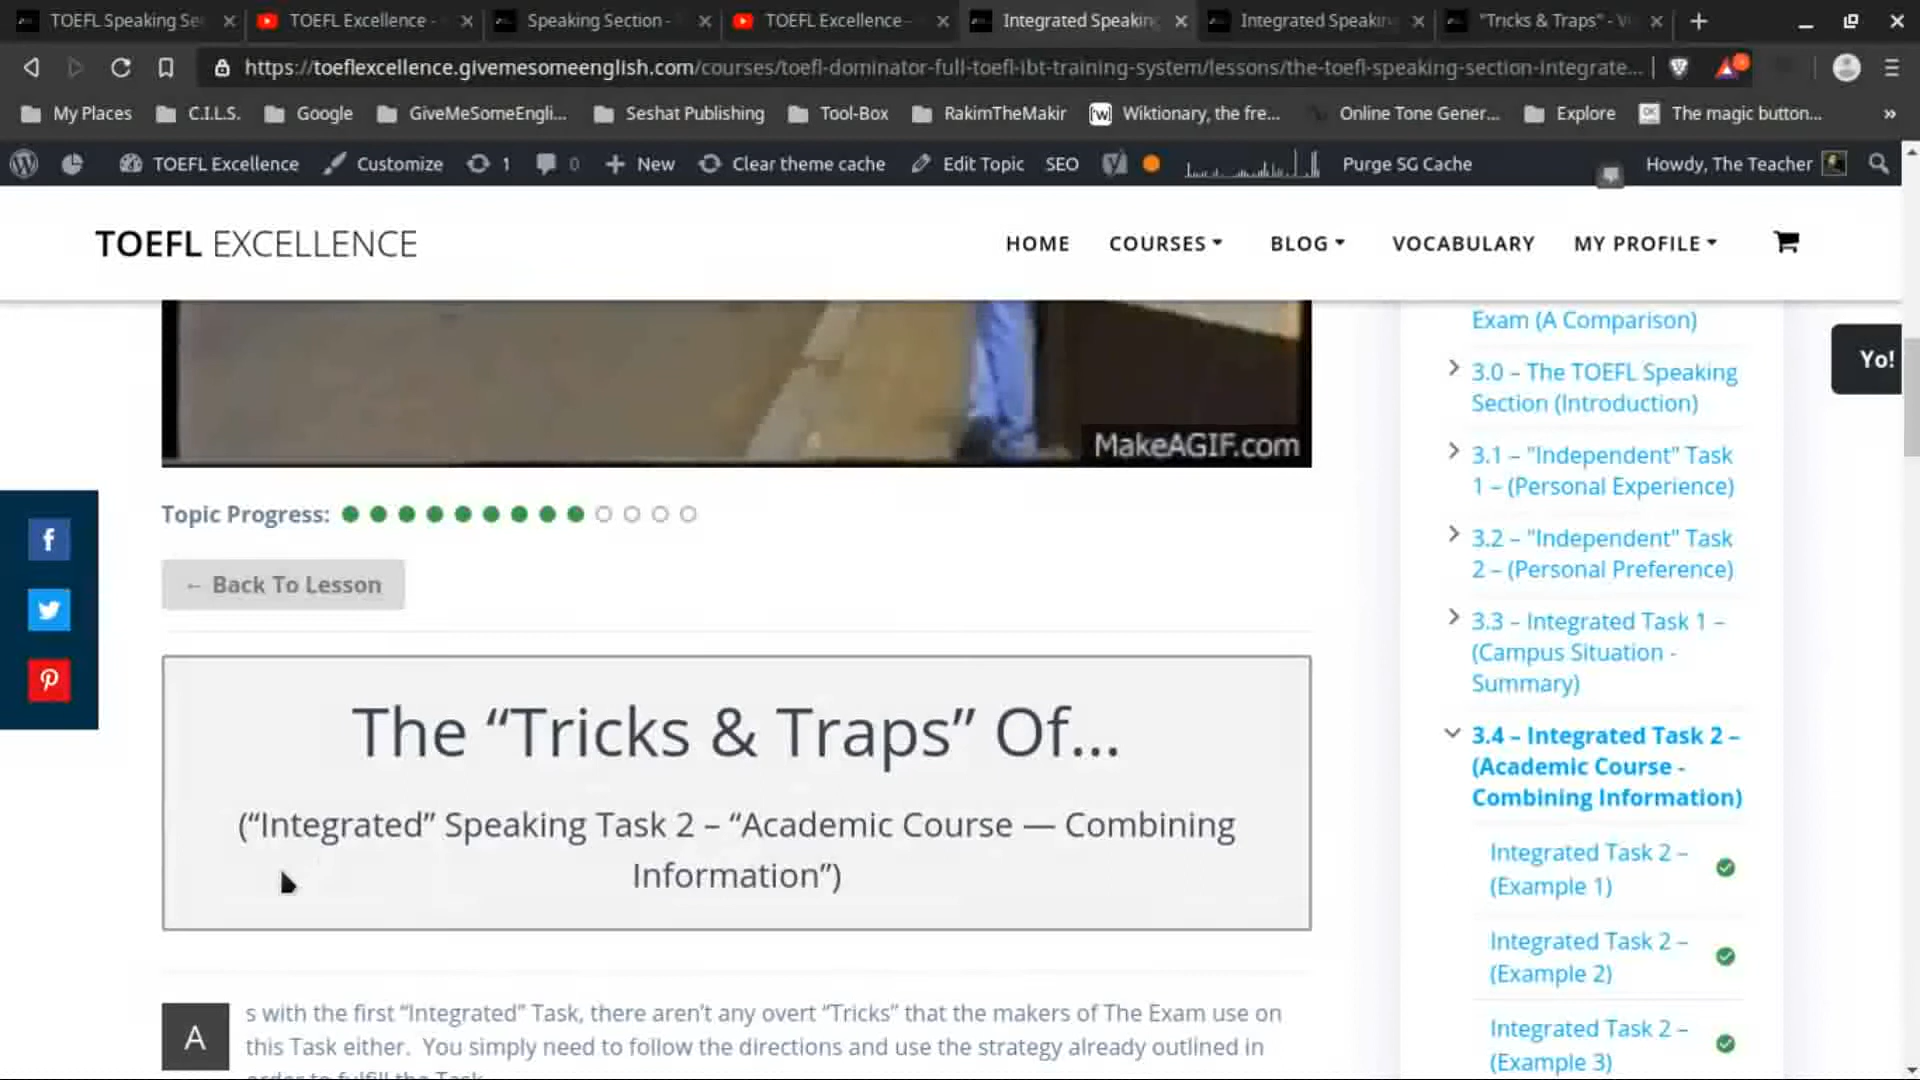 TOEFL Speaking Se
TOEFL Excellence -
Speaking Section -
TOEFL Excellence-
Integrated Speaking
Integrated Speakin
"Tricks & Traps" - V
https://toeflexcellence.givemesomeenglish.com/courses/toefl-dominator-full-toefl-ibt-training-system/lessons/the-toefl-speaking-section-integrate...
My Places
C.I.L.S.
Google
GiveMeSomeEngli...
Seshat Publishing
Tool-Box
RakimTheMakir
Wiktionary, the fre...
Online Tone Gener...
Explore
The magic button...
»
TOEFL Excellence
Customize
1
0
New
Clear theme cache
Edit Topic
SEO
Purge SG Cache
Howdy, The Teacher
TOEFL EXCELLENCE
HOME
COURSES
BLOG
VOCABULARY
MY PROFILE
MakeAGIF.com
Topic Progress:
← Back To Lesson
The “Tricks & Traps” Of...
(“Integrated” Speaking Task 2 – “Academic Course — Combining
Information”)
As with the first “Integrated” Task, there aren’t any overt “Tricks” that the makers of The Exam use on
this Task either. You simply need to follow the directions and use the strategy already outlined in
order to fulfill the Task
Exam (A Comparison)
3.0 – The TOEFL Speaking
Section (Introduction)
3.1 – "Independent" Task
1 – (Personal Experience)
3.2 – "Independent" Task
2 – (Personal Preference)
3.3 – Integrated Task 1 –
(Campus Situation -
Summary)
3.4 – Integrated Task 2 –
(Academic Course -
Combining Information)
Integrated Task 2 –
(Example 1)
Integrated Task 2 –
(Example 2)
Integrated Task 2 –
(Example 3)
Yo!